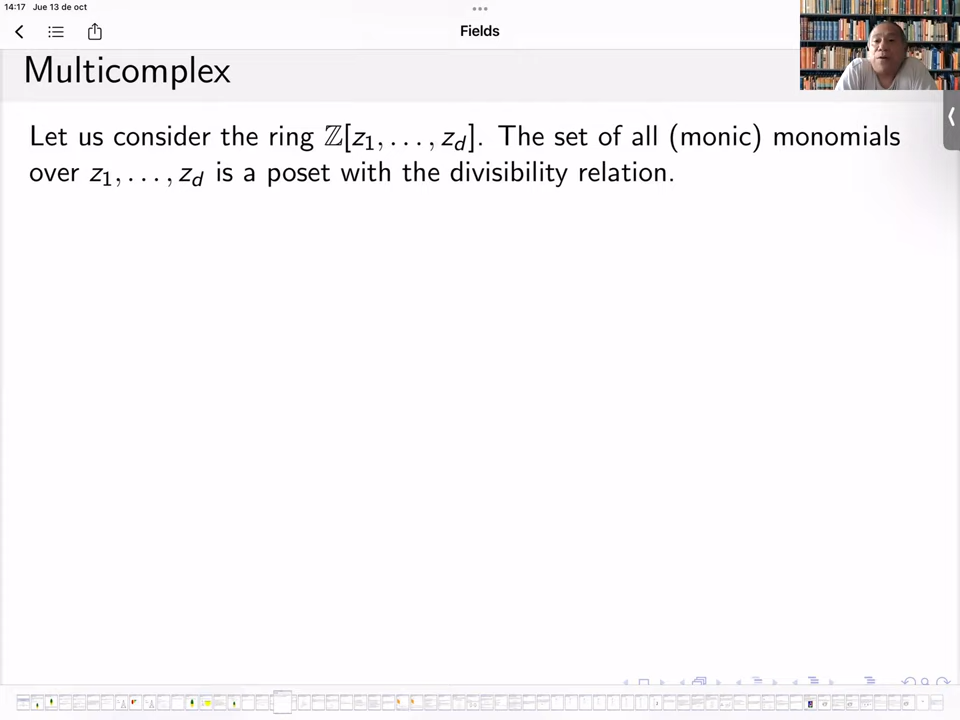 14:17 Jue 13 de oct
Fields
Multicomplex
Let us consider the ring ℤ[z₁, . . . , z_d]. The set of all (monic) monomials
over z₁, . . . , z_d is a poset with the divisibility relation.